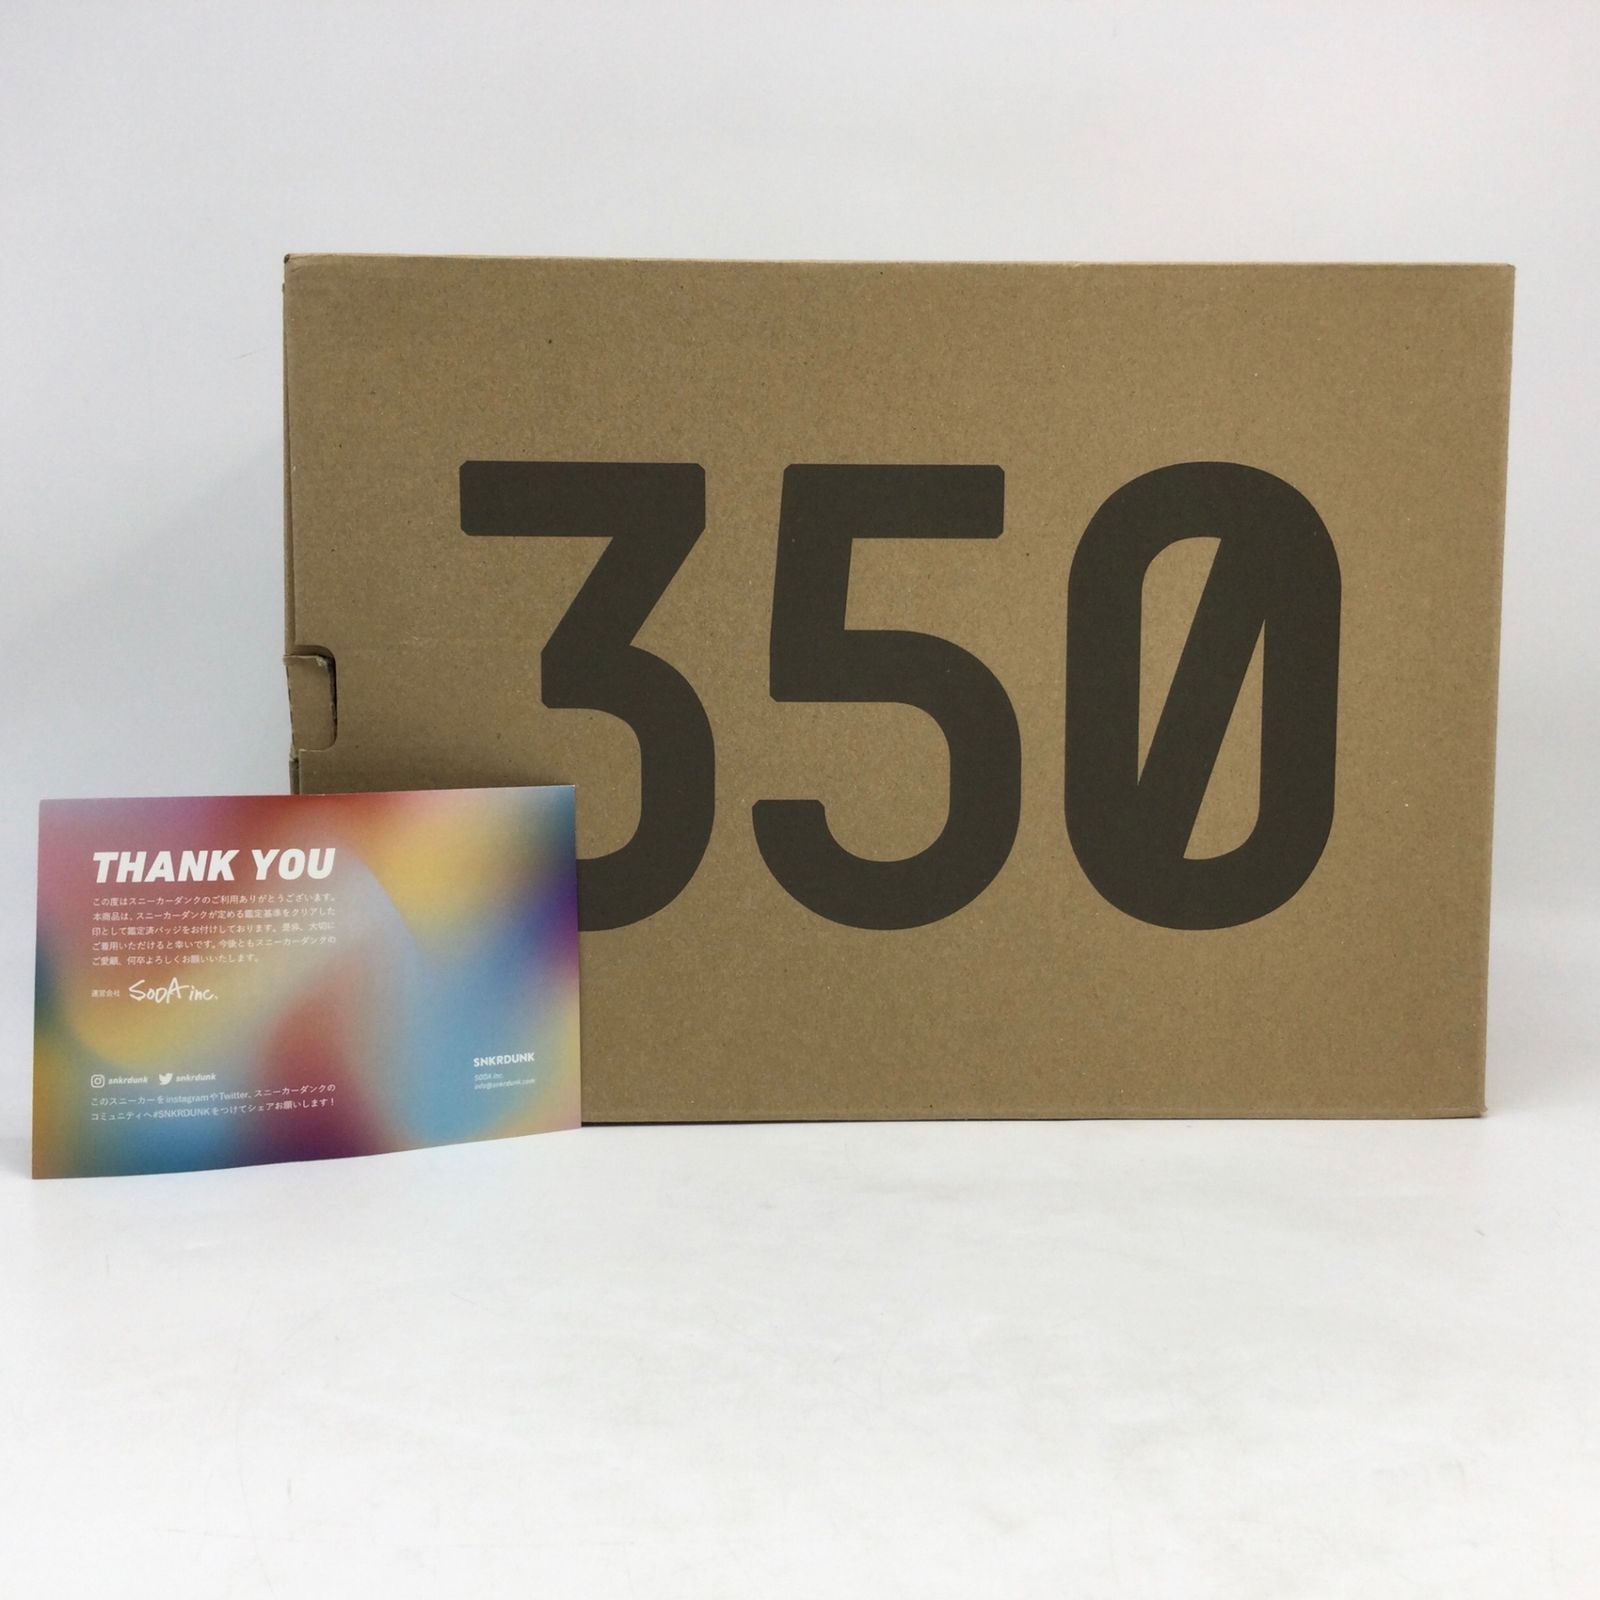 350
THANK YOU
この度はスニーカーダンクのご利用ありがとうございます。
本商品は、スニーカーダンクが定める鑑定基準をクリアした
印として鑑定済バッジをお付けしております。是非、大切に
ご着用いただけると幸いです。今後ともスニーカーダンクの
ご愛顧、何卒よろしくお願いいたします。
運営会社 SODA inc.
SNKRDUNK
SODA inc.
info@snkrdunk.com
snkrdunk snkrdunk
このスニーカーをinstagramやTwitter、スニーカーダンクの
コミュニティへ#SNKRDUNKをつけてシェアお願いします！